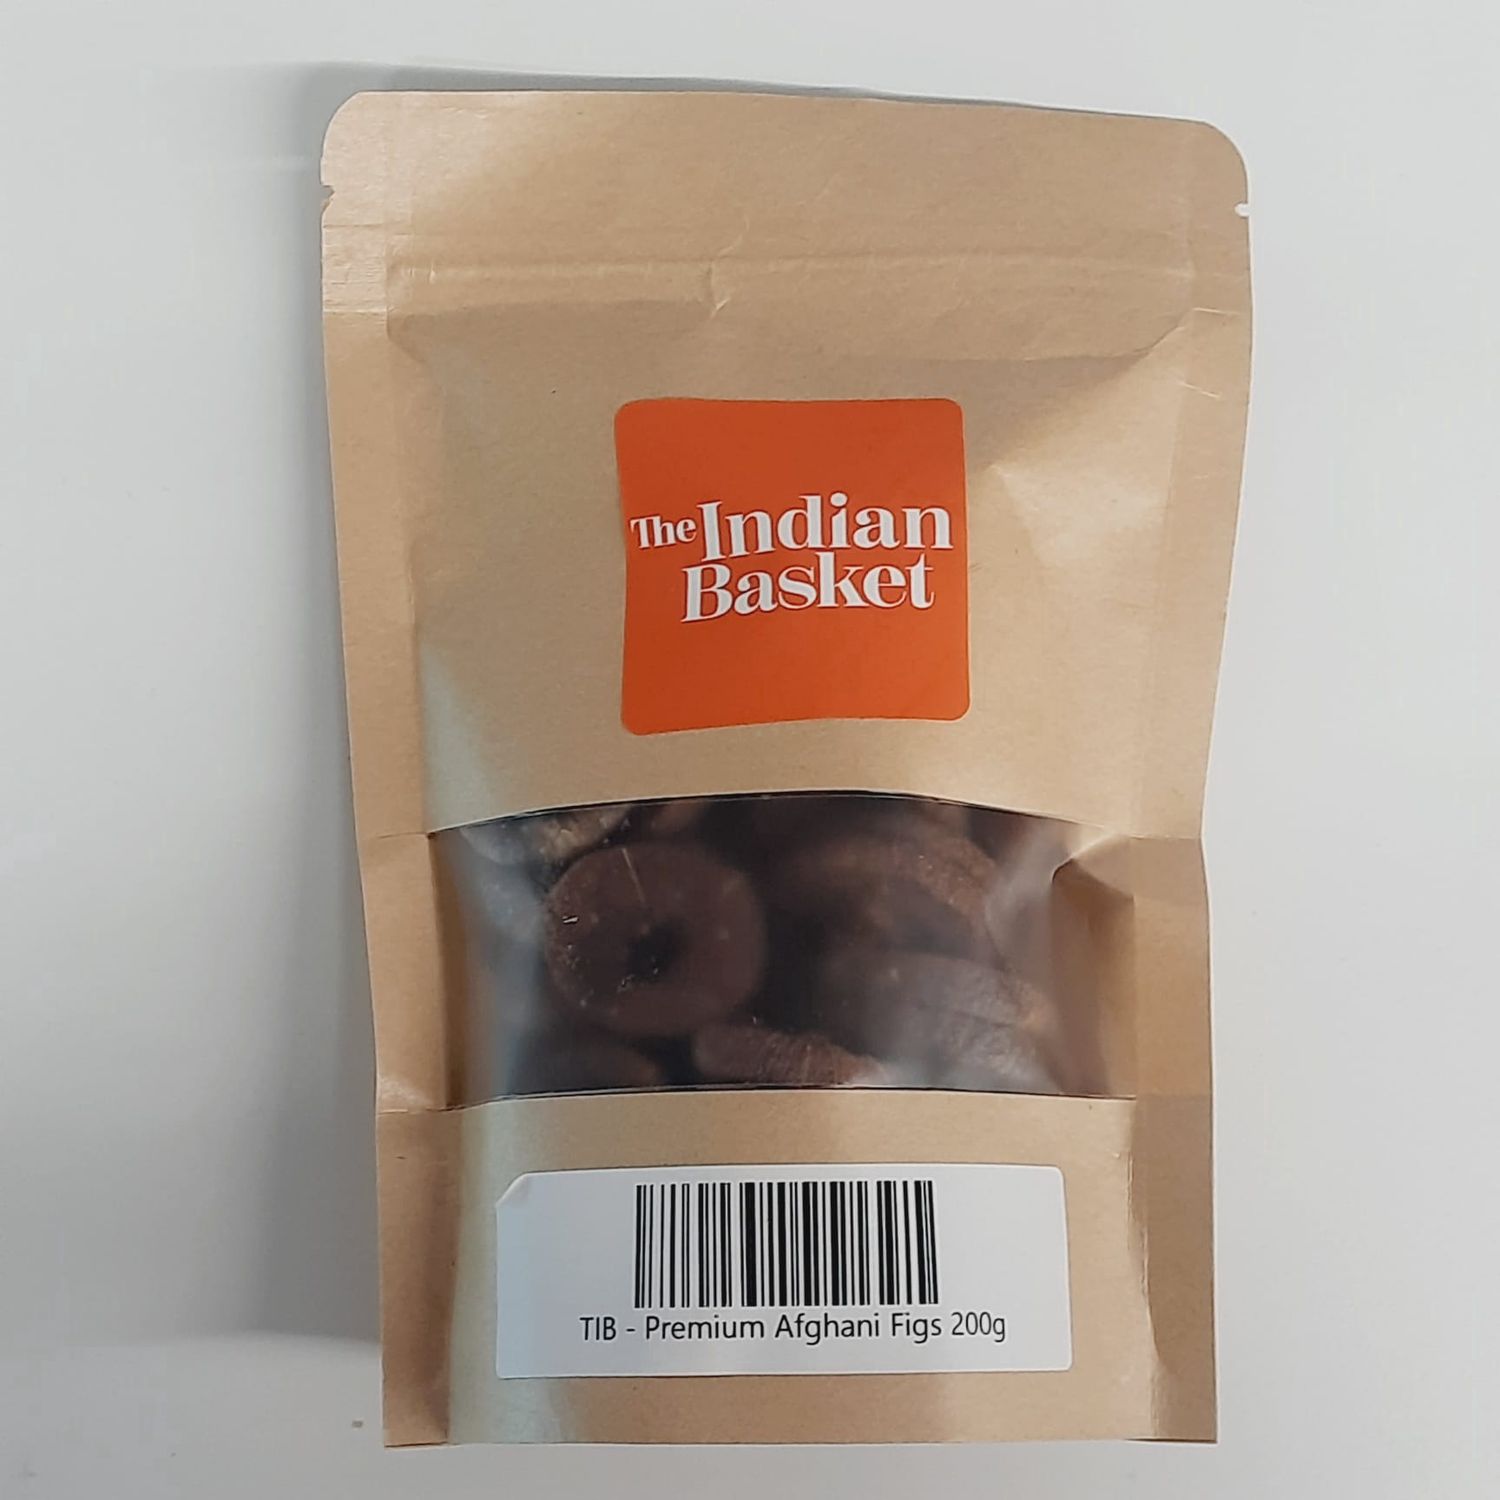 The Indian
Basket
TIB - Premium Afghani Figs 200g